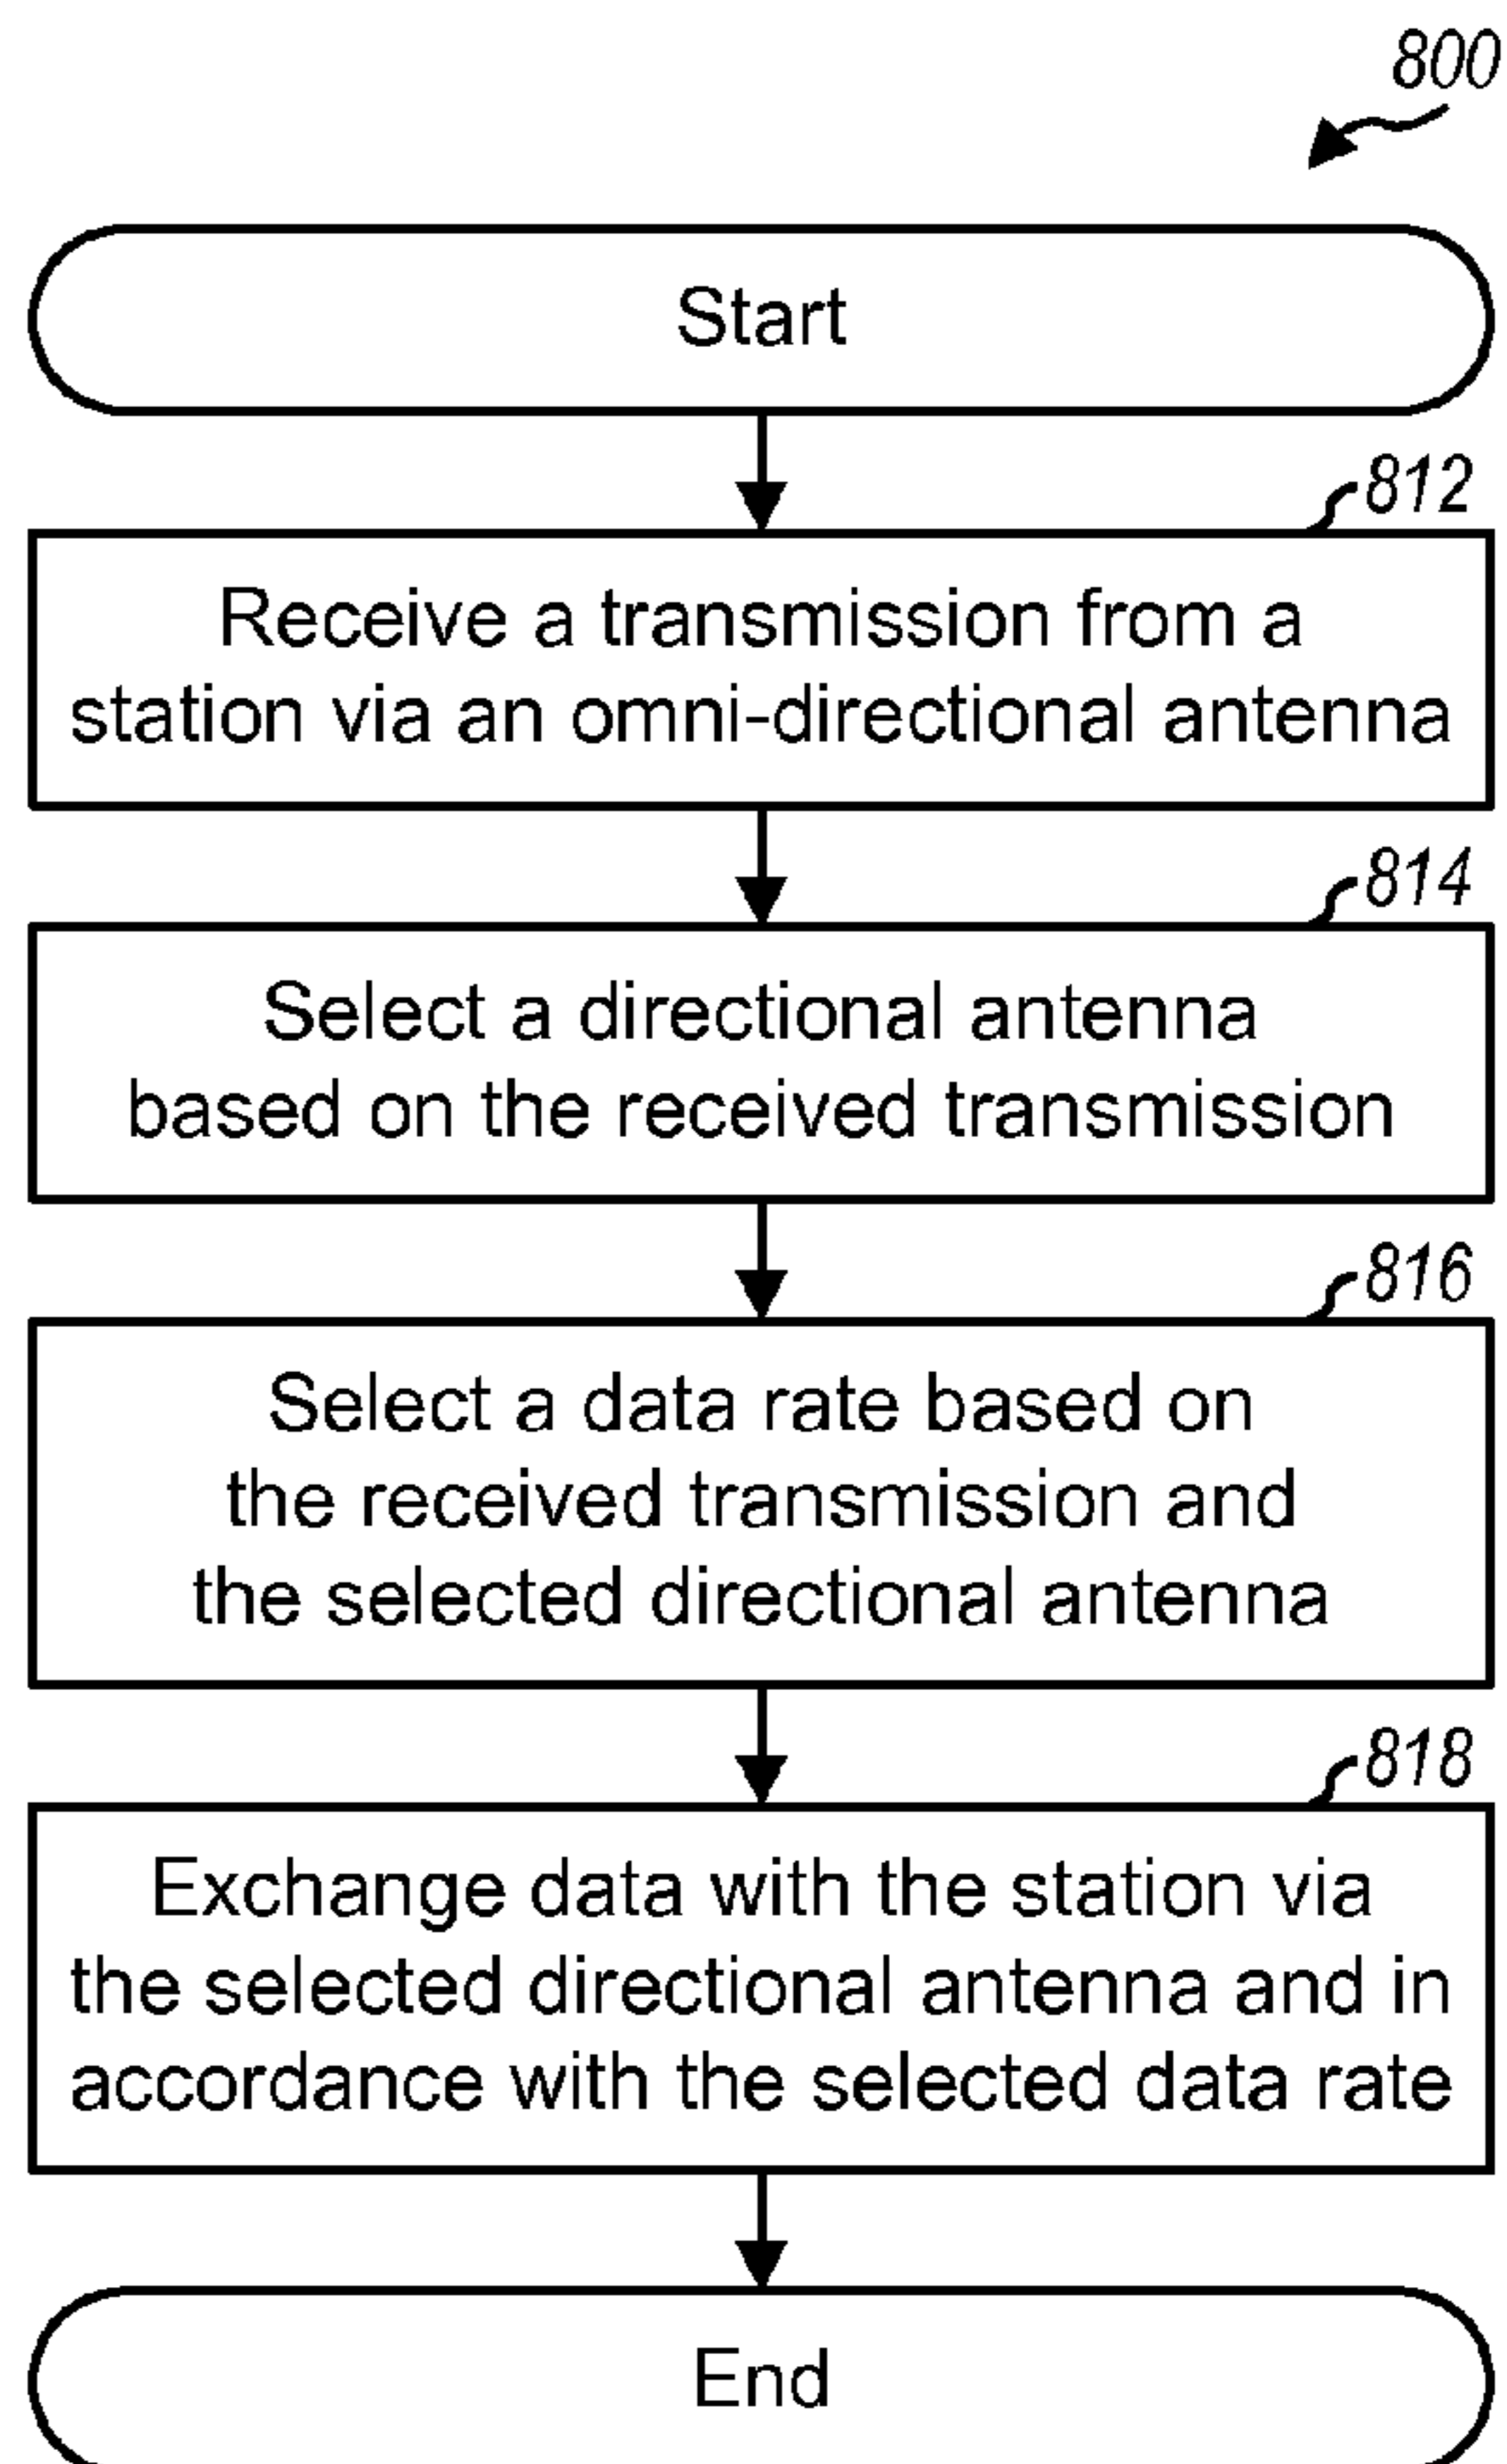 800
Start
812
Receive a transmission from a
station via an omni-directional antenna
814
Select a directional antenna
based on the received transmission
816
Select a data rate based on
the received transmission and
the selected directional antenna
818
Exchange data with the station via
the selected directional antenna and in
accordance with the selected data rate
End